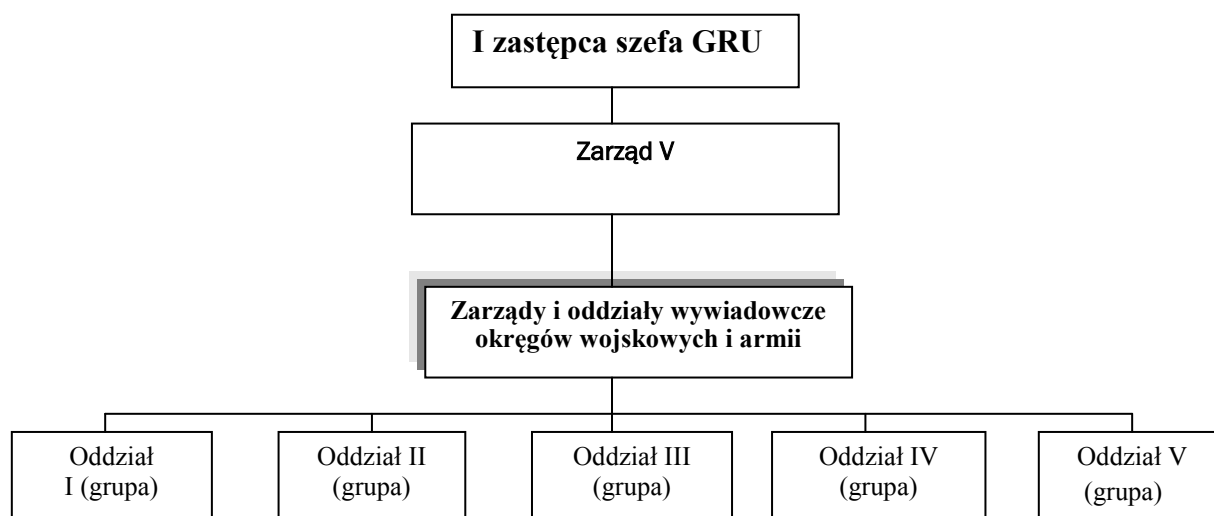 I zastępca szefa GRU
Zarząd V
Zarządy i oddziały wywiadowcze
okręgów wojskowych i armii
Oddział
I (grupa)
Oddział II
(grupa)
Oddział III
(grupa)
Oddział IV
(grupa)
Oddział V
(grupa)